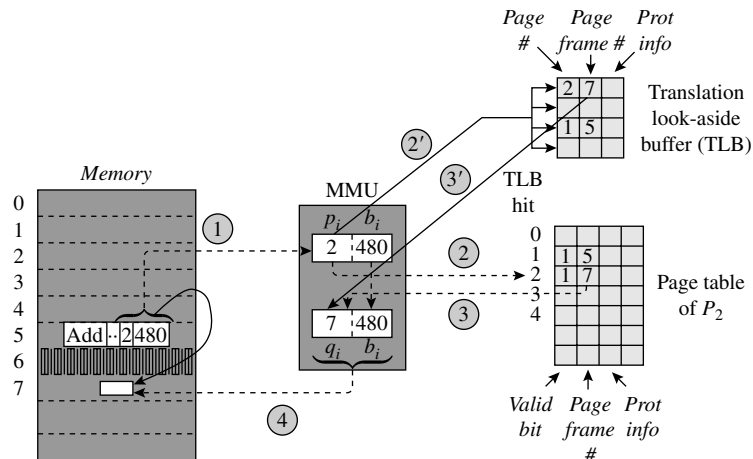 Page # Page frame # Prot info
2 7
1 5
Translation look-aside buffer (TLB)
2'
3'
TLB hit
Memory
0
1
2
3
4
5
6
7
1
Add ·· 2 480
4
MMU
p_i b_i
2 480
7 480
q_i b_i
2
3
0
1
2
3
4
1 5
1 7
Page table of P_2
Valid bit Page frame # Prot info